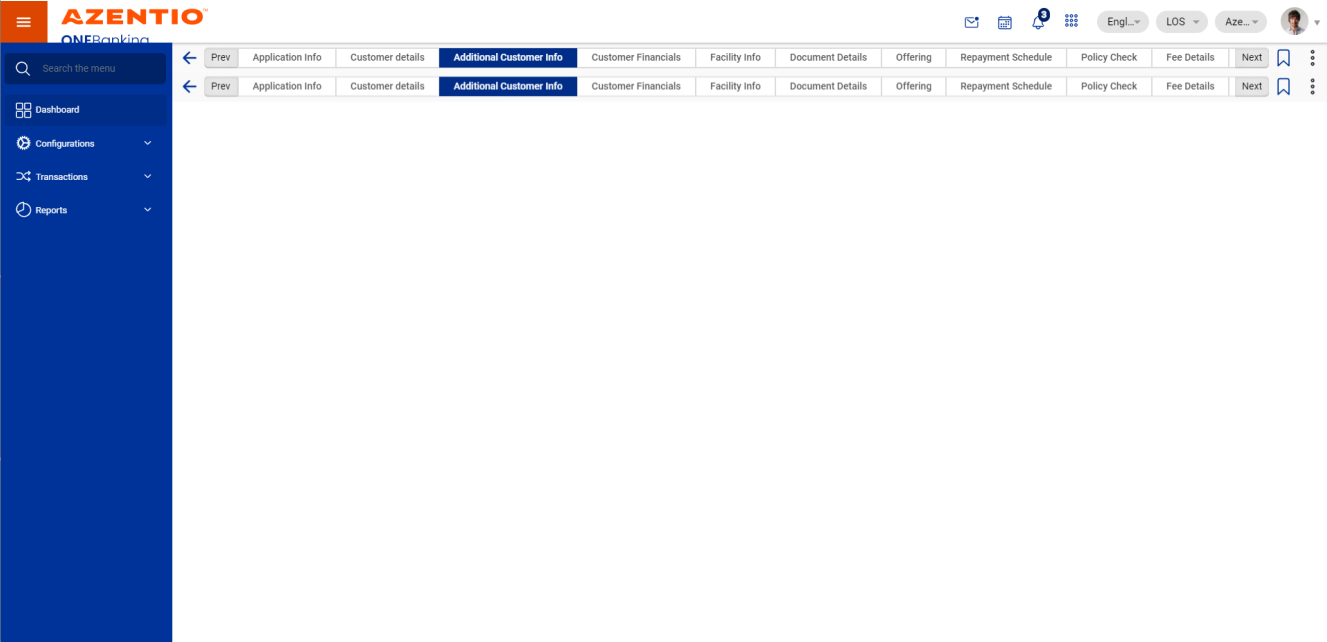 AZENTIO™
ONEBanking
3
Engl...
LOS
Aze...
Search the menu
Dashboard
Configurations
Transactions
Reports
Prev Application Info Customer details Additional Customer Info Customer Financials Facility Info Document Details Offering Repayment Schedule Policy Check Fee Details Next
Prev Application Info Customer details Additional Customer Info Customer Financials Facility Info Document Details Offering Repayment Schedule Policy Check Fee Details Next